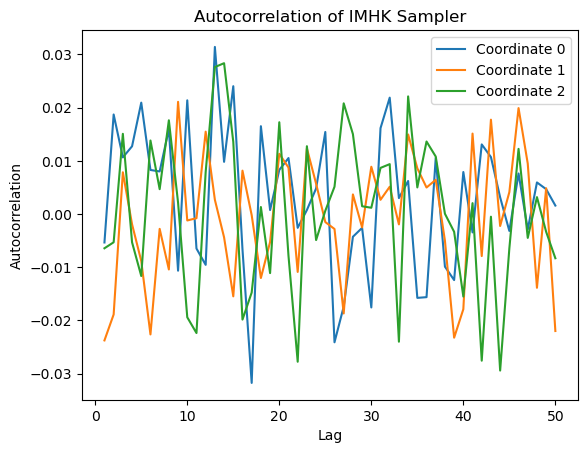 Autocorrelation of IMHK Sampler
Coordinate 0
Coordinate 1
Coordinate 2
Autocorrelation
0.03
0.02
0.01
0.00
−0.01
−0.02
−0.03
0 10 20 30 40 50
Lag